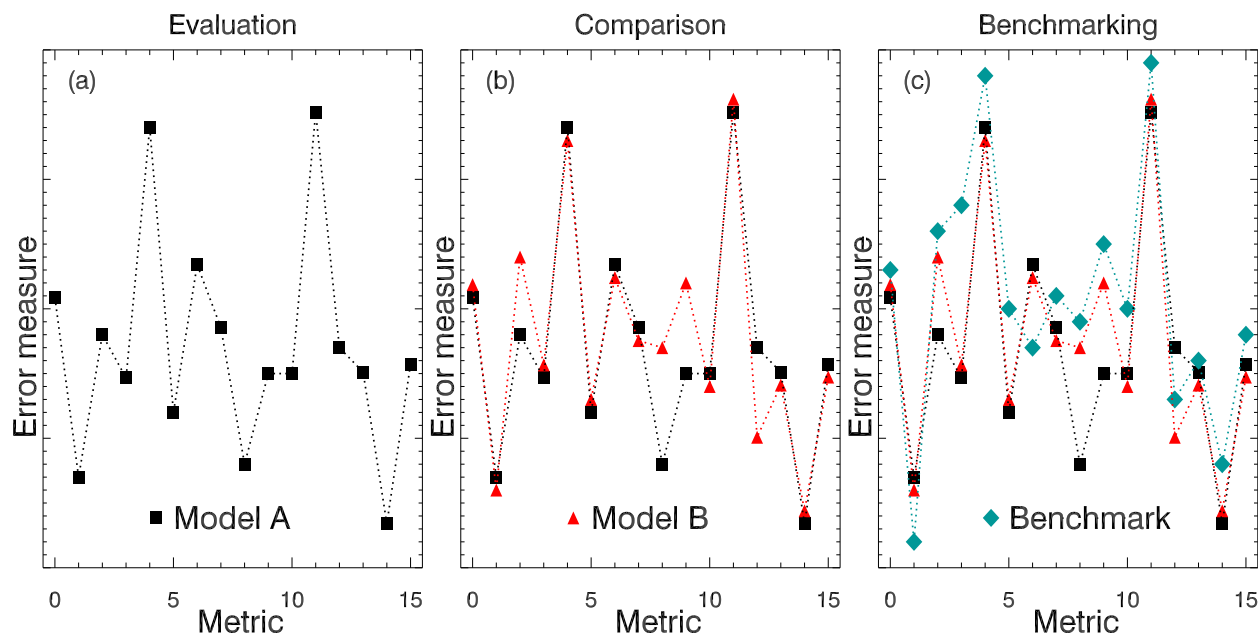 Evaluation
Comparison
Benchmarking
(a)
(b)
(c)
Error measure
Error measure
Error measure
Model A
Model B
Benchmark
0 5 10 15
0 5 10 15
0 5 10 15
Metric
Metric
Metric